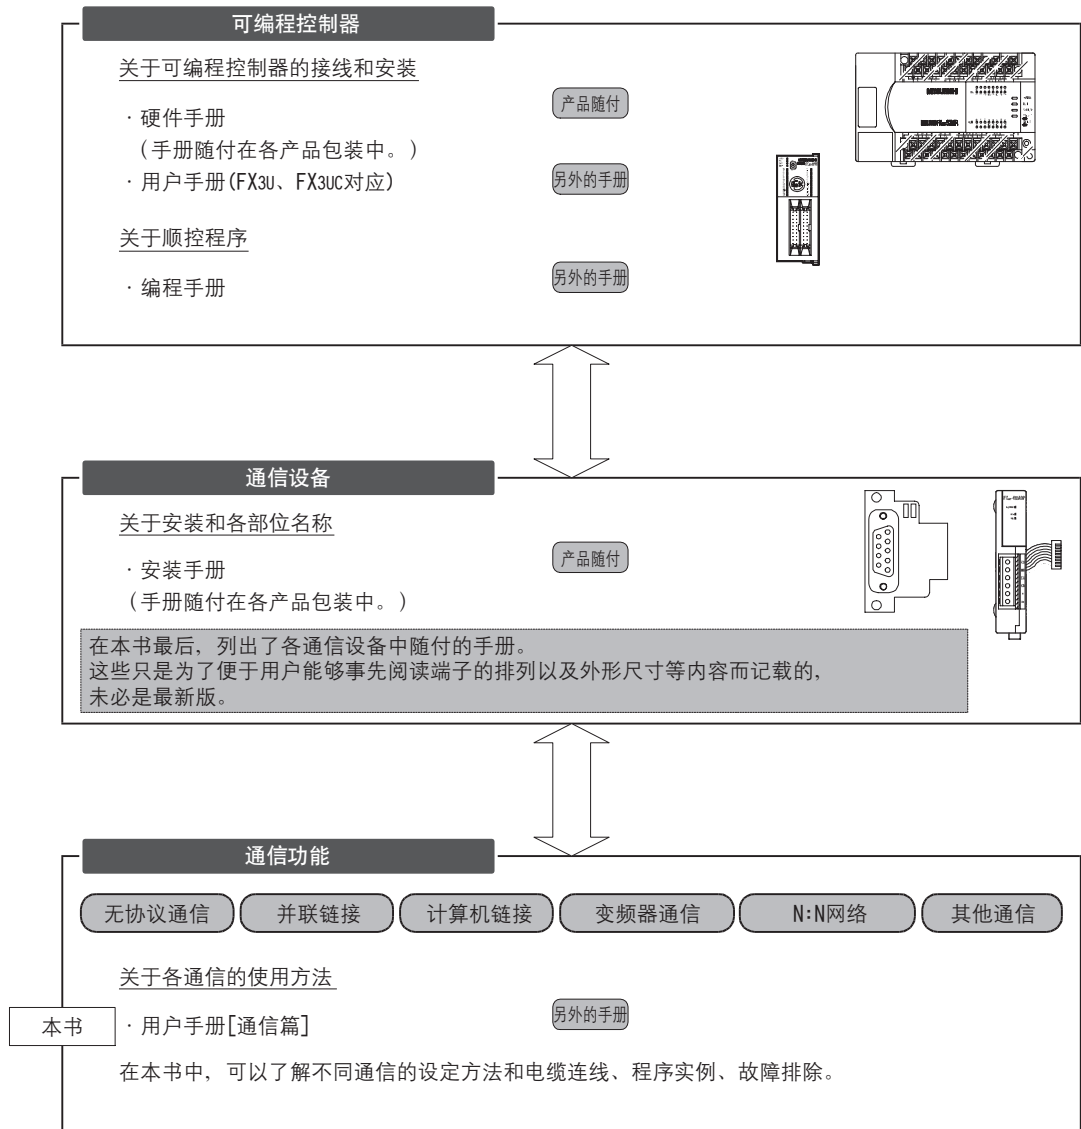 可编程控制器
关于可编程控制器的接线和安装
·硬件手册
产品随付
(手册随付在各产品包装中。)
·用户手册(FX3U、FX3UC对应)
另外的手册
关于顺控程序
·编程手册
另外的手册
通信设备
关于安装和各部位名称
·安装手册
产品随付
(手册随付在各产品包装中。)
在本书最后，列出了各通信设备中随付的手册。
这些只是为了便于用户能够事先阅读端子的排列以及外形尺寸等内容而记载的，
未必是最新版。
通信功能
无协议通信 并联链接 计算机链接 变频器通信 N:N网络 其他通信
关于各通信的使用方法
本书 ·用户手册[通信篇]
另外的手册
在本书中，可以了解不同通信的设定方法和电缆连线、程序实例、故障排除。